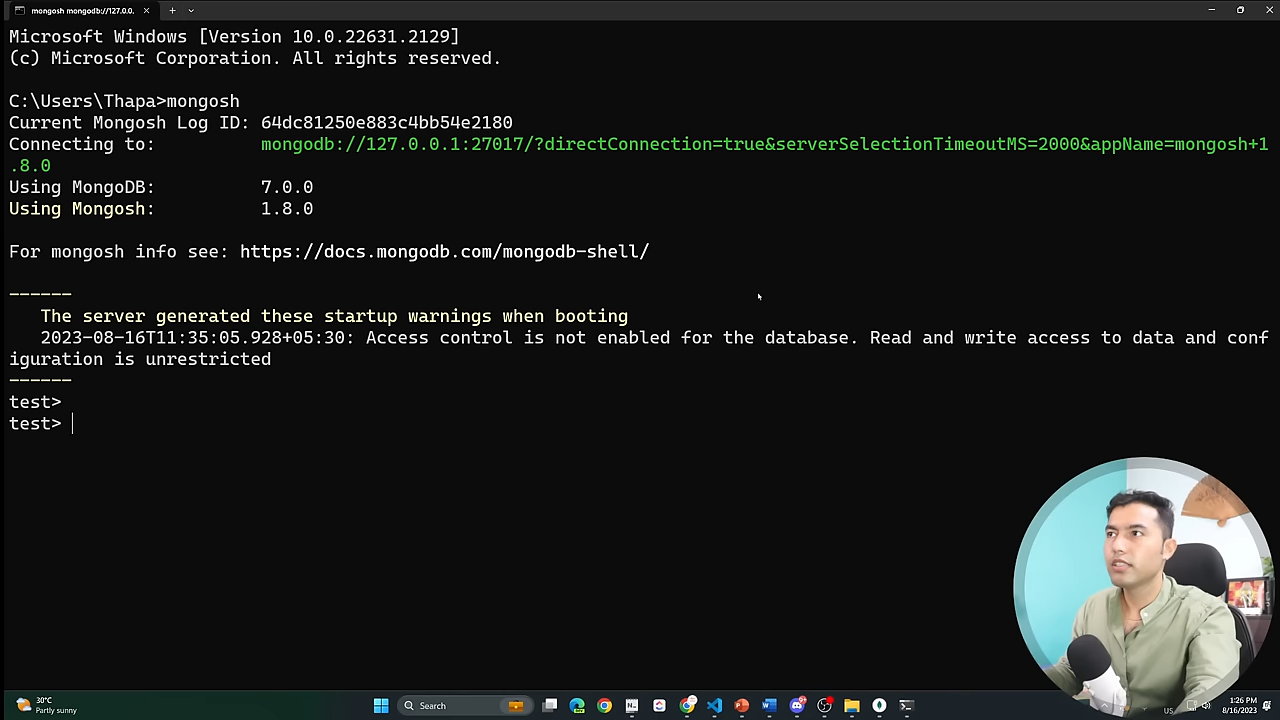 mongosh mongodb://127.0.0.
Microsoft Windows [Version 10.0.22631.2129]
(c) Microsoft Corporation. All rights reserved.
C:\Users\Thapa>mongosh
Current Mongosh Log ID: 64dc81250e883c4bb54e2180
Connecting to: mongodb://127.0.0.1:27017/?directConnection=true&serverSelectionTimeoutMS=2000&appName=mongosh+1
.8.0
Using MongoDB: 7.0.0
Using Mongosh: 1.8.0
For mongosh info see: https://docs.mongodb.com/mongodb-shell/
------
The server generated these startup warnings when booting
2023-08-16T11:35:05.928+05:30: Access control is not enabled for the database. Read and write access to data and conf
iguration is unrestricted
------
test>
test>
30°C
Partly sunny
Search
US
1:26 PM
8/16/2023